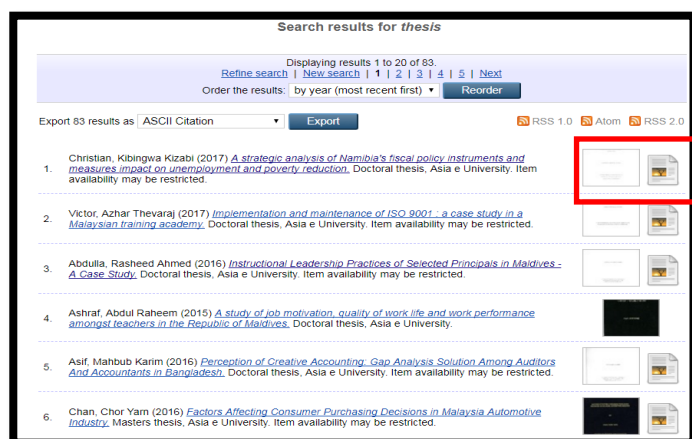 Search results for thesis
Displaying results 1 to 20 of 83.
Refine search | New search | 1 | 2 | 3 | 4 | 5 | Next
Order the results: by year (most recent first) Reorder
Export 83 results as ASCII Citation Export RSS 1.0 Atom RSS 2.0
1. Christian, Kibingwa Kizabi (2017) A strategic analysis of Namibia's fiscal policy instruments and
measures impact on unemployment and poverty reduction. Doctoral thesis, Asia e University. Item
availability may be restricted.
2. Victor, Azhar Thevaraj (2017) Implementation and maintenance of ISO 9001 : a case study in a
Malaysian training academy. Doctoral thesis, Asia e University. Item availability may be restricted.
3. Abdulla, Rasheed Ahmed (2016) Instructional Leadership Practices of Selected Principals in Maldives -
A Case Study. Doctoral thesis, Asia e University. Item availability may be restricted.
4. Ashraf, Abdul Raheem (2015) A study of job motivation, quality of work life and work performance
amongst teachers in the Republic of Maldives. Doctoral thesis, Asia e University.
5. Asif, Mahbub Karim (2016) Perception of Creative Accounting: Gap Analysis Solution Among Auditors
And Accountants in Bangladesh. Doctoral thesis, Asia e University. Item availability may be restricted.
6. Chan, Chor Yam (2016) Factors Affecting Consumer Purchasing Decisions in Malaysia Automotive
Industry. Masters thesis, Asia e University. Item availability may be restricted.